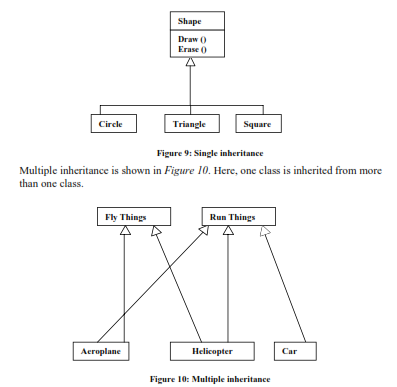 Shape
Draw ()
Erase ()
Circle Triangle Square
Figure 9: Single inheritance
Multiple inheritance is shown in Figure 10. Here, one class is inherited from more
than one class.
Fly Things Run Things
Aeroplane Helicopter Car
Figure 10: Multiple inheritance